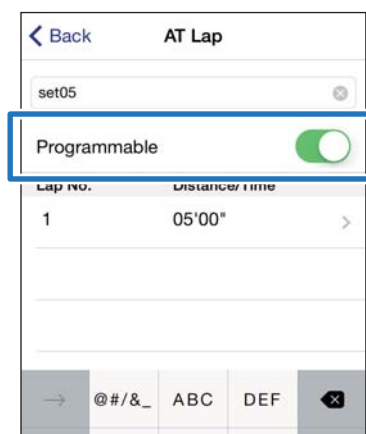 Back AT Lap
set05
Programmable
Lap No. Distance/Time
1 05'00"
@#/&_ ABC DEF